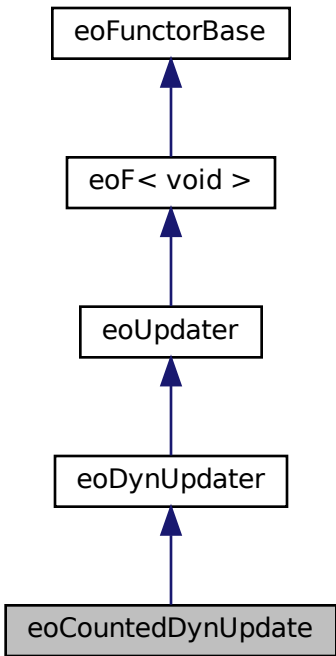 eoFunctorBase
eoF< void >
eoUpdater
eoDynUpdater
eoCountedDynUpdate